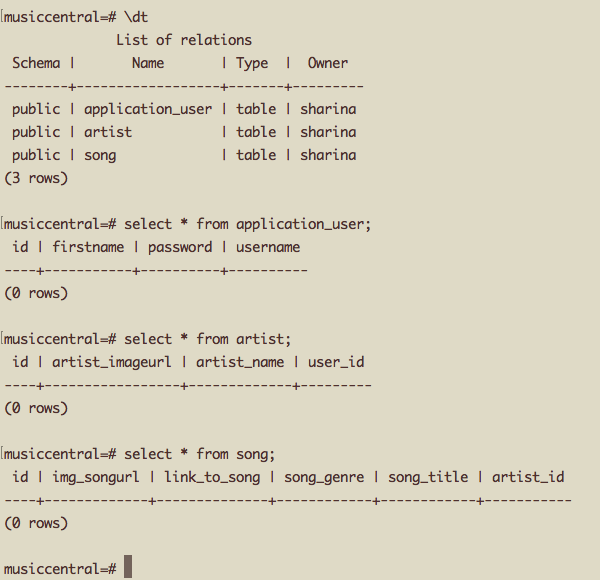 [musiccentral=# \dt
              List of relations
 Schema |       Name       | Type  |  Owner
--------+------------------+-------+---------
 public | application_user | table | sharina
 public | artist           | table | sharina
 public | song             | table | sharina
(3 rows)

[musiccentral=# select * from application_user;
 id | firstname | password | username
----+-----------+----------+----------
(0 rows)

[musiccentral=# select * from artist;
 id | artist_imageurl | artist_name | user_id
----+-----------------+-------------+---------
(0 rows)

[musiccentral=# select * from song;
 id | img_songurl | link_to_song | song_genre | song_title | artist_id
----+-------------+--------------+------------+------------+-----------
(0 rows)

musiccentral=#